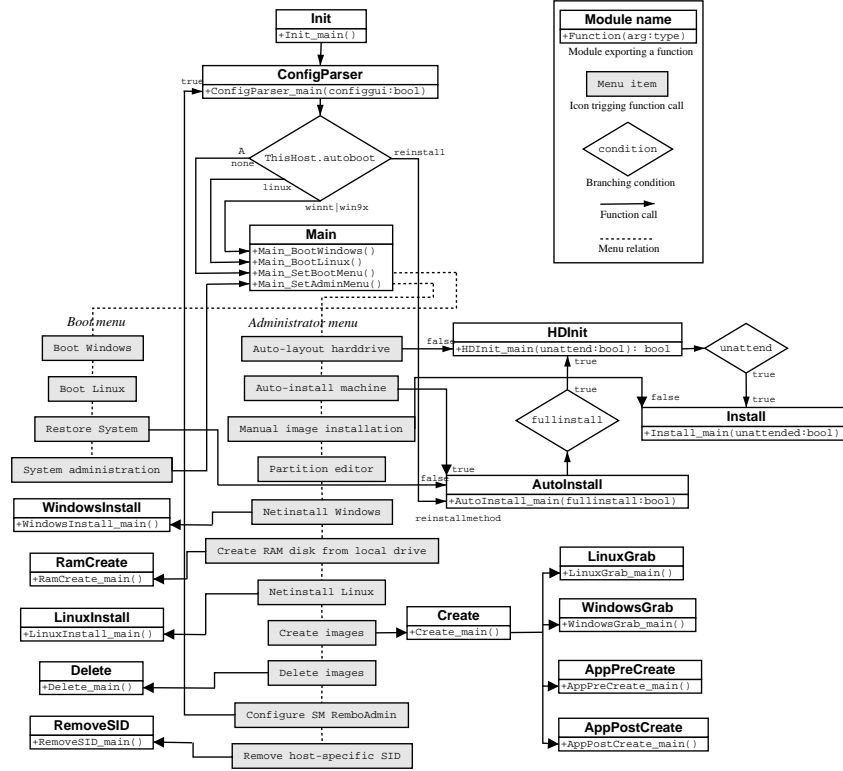 Init
+Init_main()
true
ConfigParser
+ConfigParser_main(configgui:bool)
A
none
ThisHost.autoboot
reinstall
linux
winnt|win9x
Main
+Main_BootWindows()
+Main_BootLinux()
+Main_SetBootMenu()
+Main_SetAdminMenu()
Module name
+Function(arg:type)
Module exporting a function
Menu item
Icon trigging function call
condition
Branching condition
Function call
Menu relation
Boot menu
Boot Windows
Boot Linux
Restore System
System administration
Administrator menu
Auto-layout harddrive
Auto-install machine
Manual image installation
Partition editor
Netinstall Windows
Create RAM disk from local drive
Netinstall Linux
Create images
Delete images
Configure SM RemboAdmin
Remove host-specific SID
false
HDInit
+HDInit_main(unattend:bool): bool
unattend
true
true
false
Install
+Install_main(unattended:bool)
fullinstall
true
false
AutoInstall
+AutoInstall_main(fullinstall:bool)
reinstallmethod
WindowsInstall
+WindowsInstall_main()
RamCreate
+RamCreate_main()
LinuxInstall
+LinuxInstall_main()
Delete
+Delete_main()
RemoveSID
+RemoveSID_main()
Create
+Create_main()
LinuxGrab
+LinuxGrab_main()
WindowsGrab
+WindowsGrab_main()
AppPreCreate
+AppPreCreate_main()
AppPostCreate
+AppPostCreate_main()